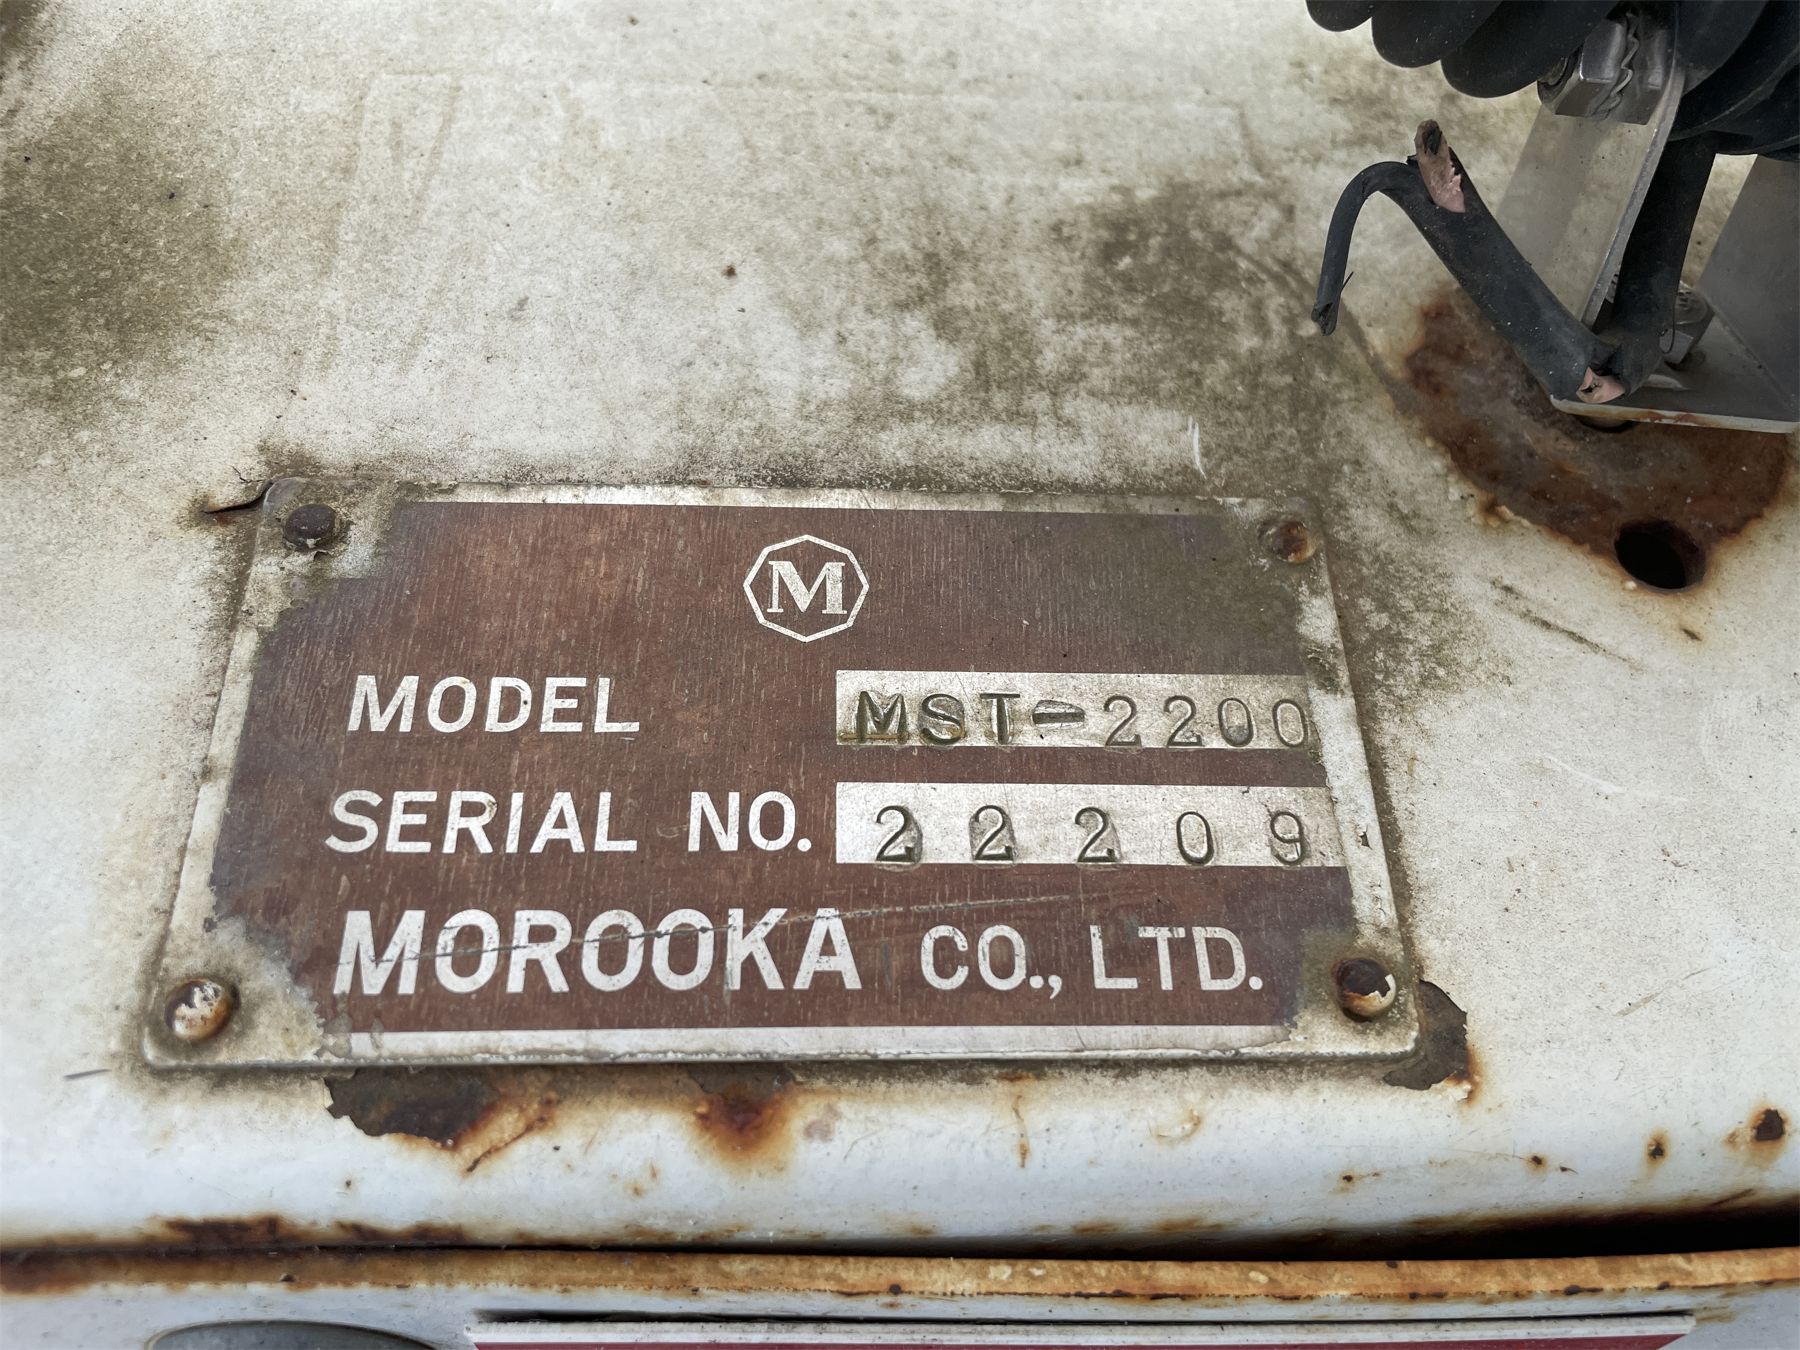 M
MODEL MST-2200
SERIAL NO. 22209
MOROOKA CO., LTD.